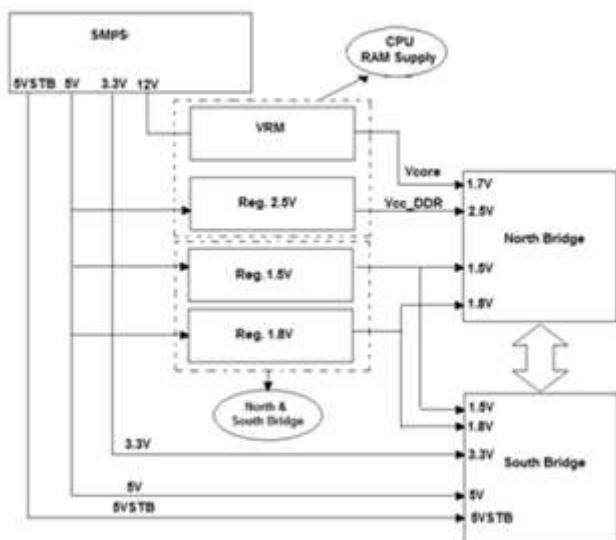 SMPS
5VSTB 5V 3.3V 12V
CPU
RAM Supply
VRM
Vcore
1.7V
Reg. 2.5V
Vcc_DDR
2.5V
North Bridge
Reg. 1.5V
1.5V
1.8V
Reg. 1.8V
North &
South Bridge
1.5V
1.8V
3.3V
3.3V
South Bridge
5V
5V
5VSTB
5VSTB